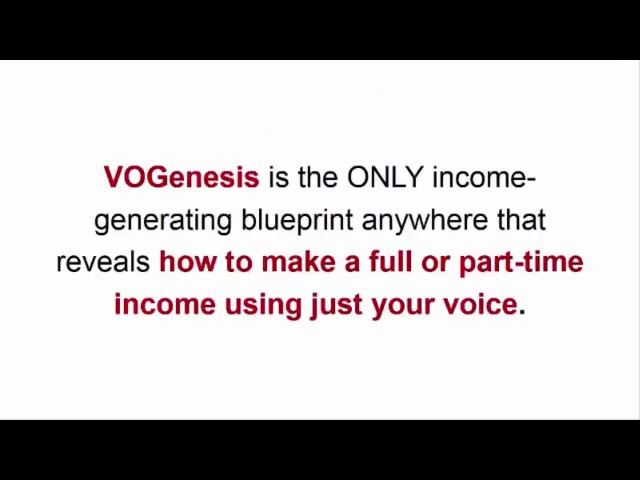 VOGenesis is the ONLY income-
generating blueprint anywhere that
reveals how to make a full or part-time
income using just your voice.